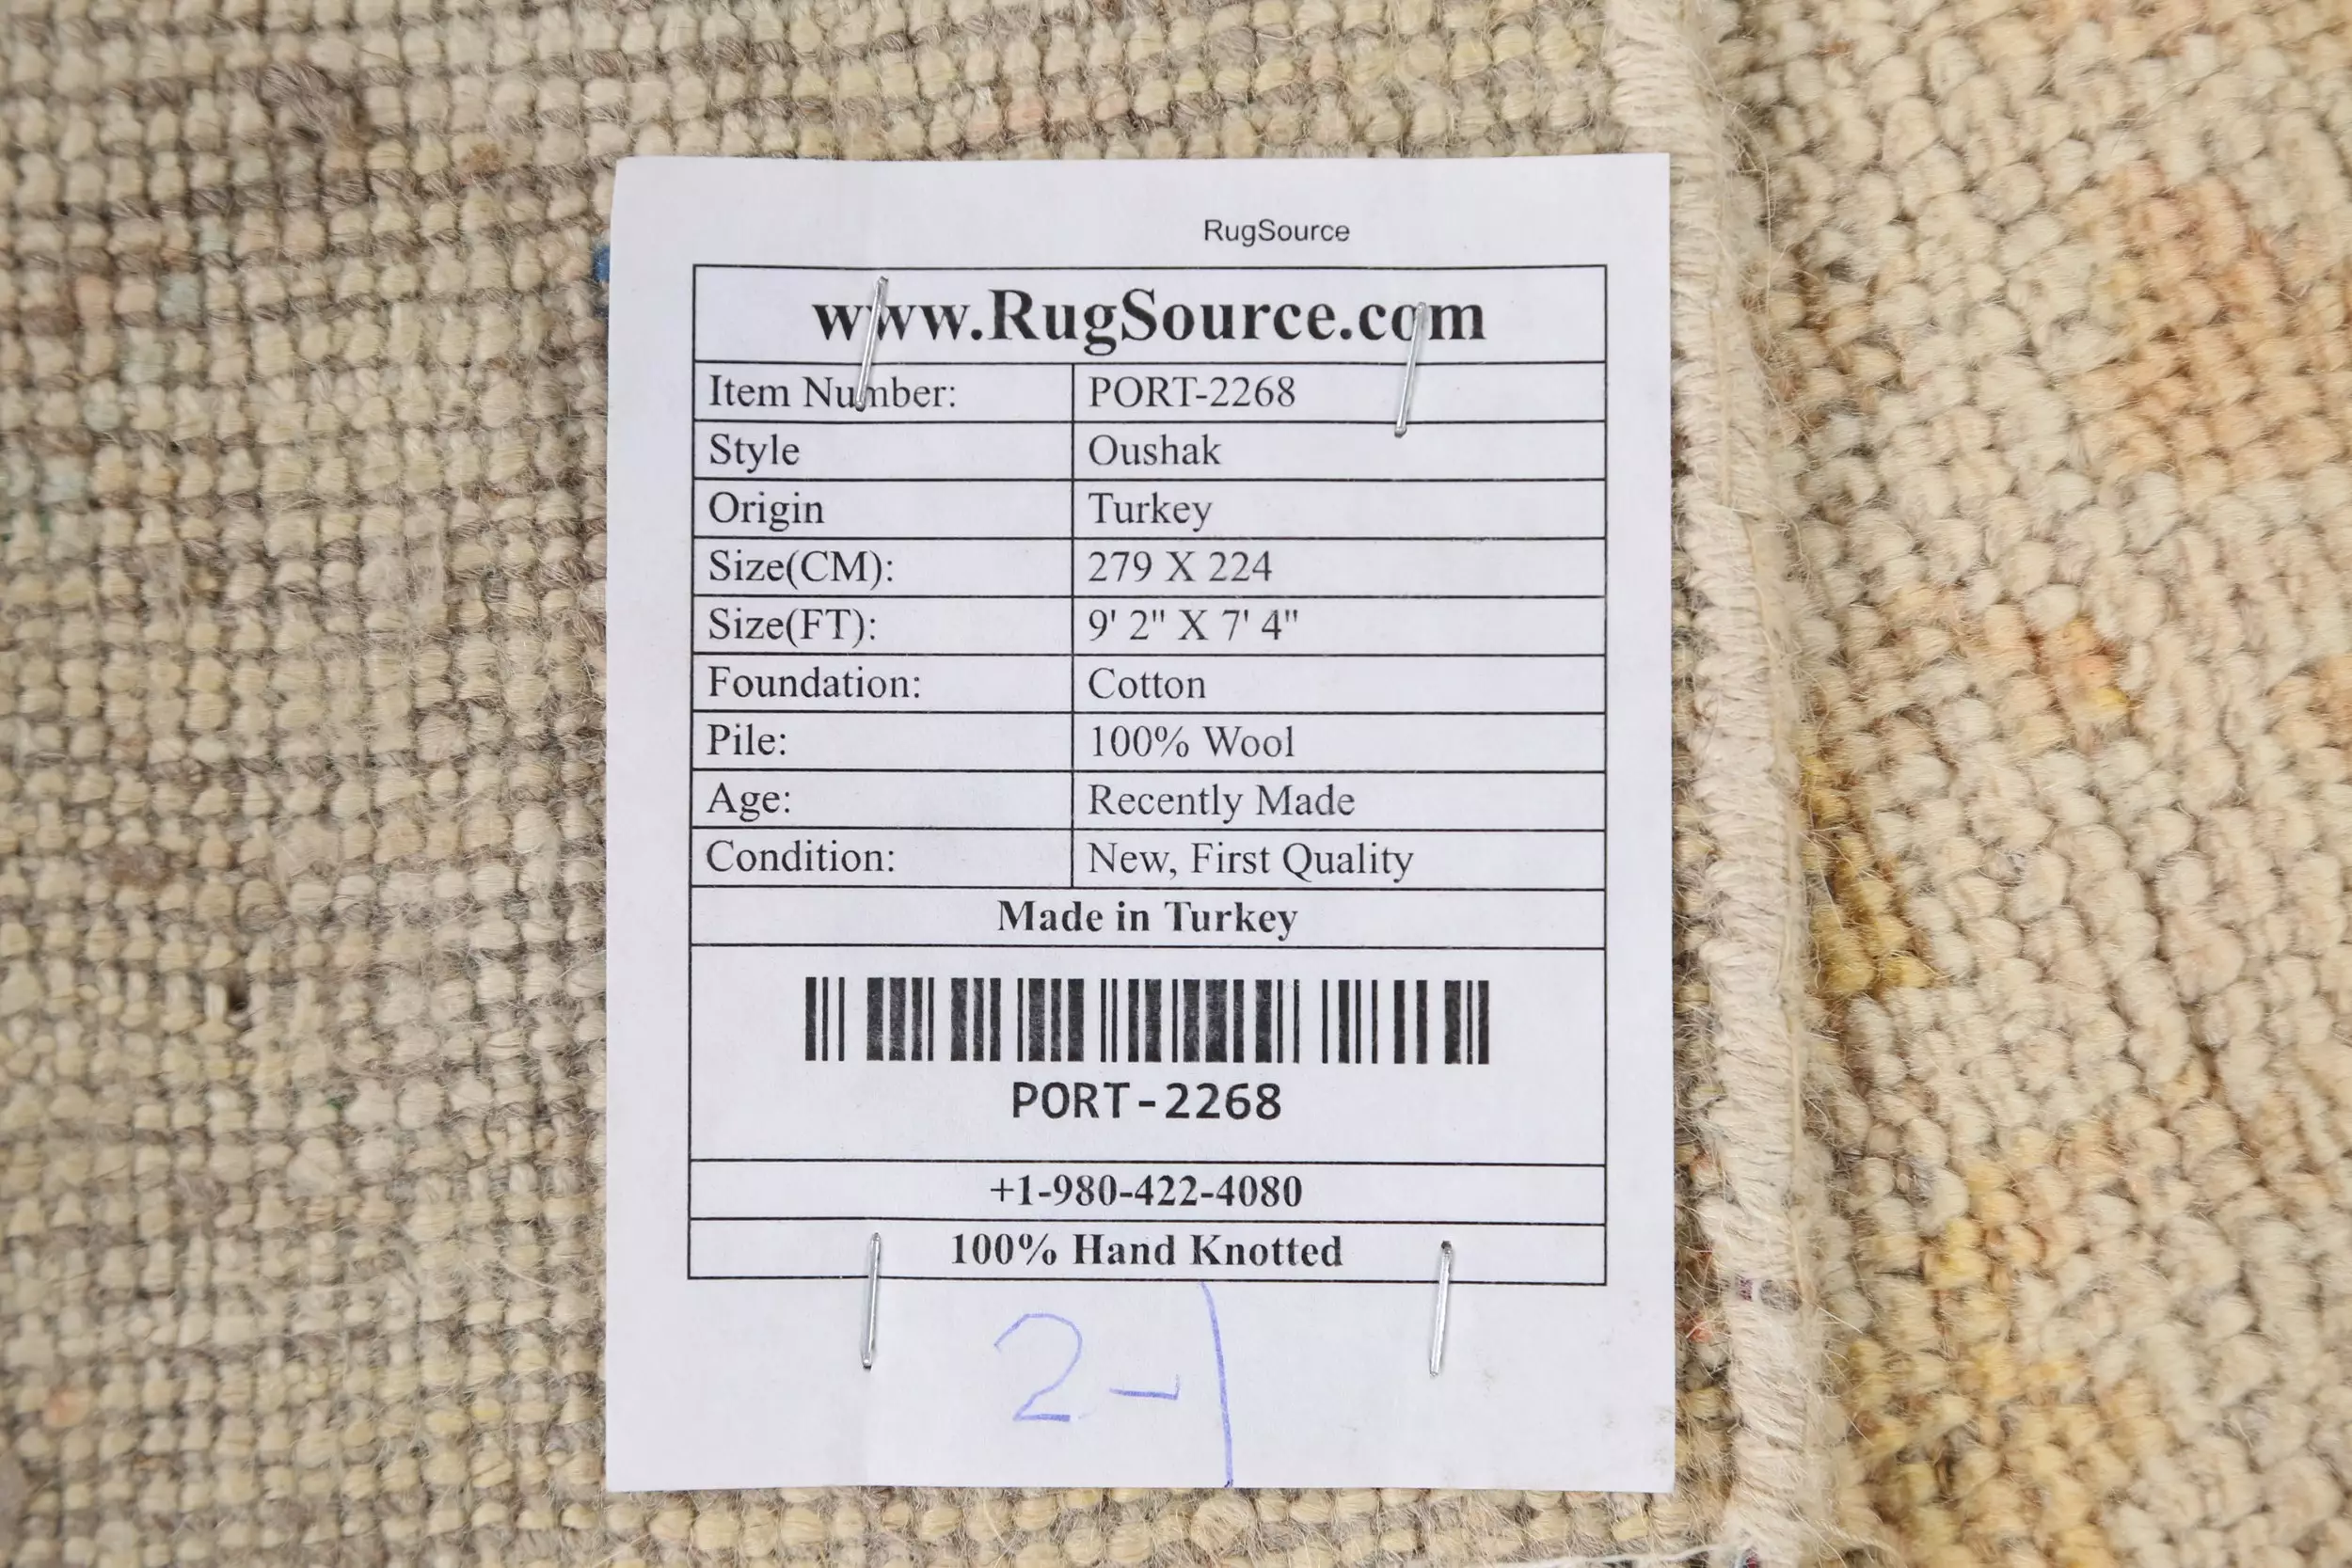 RugSource
www.RugSource.com
Item Number: PORT-2268
Style Oushak
Origin Turkey
Size(CM): 279 X 224
Size(FT): 9' 2" X 7' 4"
Foundation: Cotton
Pile: 100% Wool
Age: Recently Made
Condition: New, First Quality
Made in Turkey
PORT-2268
+1-980-422-4080
100% Hand Knotted
2-1